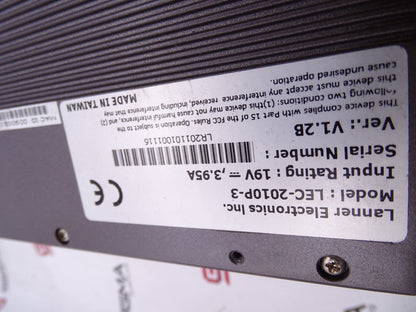 Lanner Electronics Inc.
Model : LEC-2010P-3
Input Rating : 19V ⎓, 3.95A
Serial Number :
LR201101001116
Ver.: V1.2B
This device complies with Part 15 of the FCC Rules. Operation is subject to the
following two conditions: (1)this device may not cause harmful interference, and (2)
this device must accept any interference received, including interference that may
cause undesired operation.
MADE IN TAIWAN
CE
MAC ID